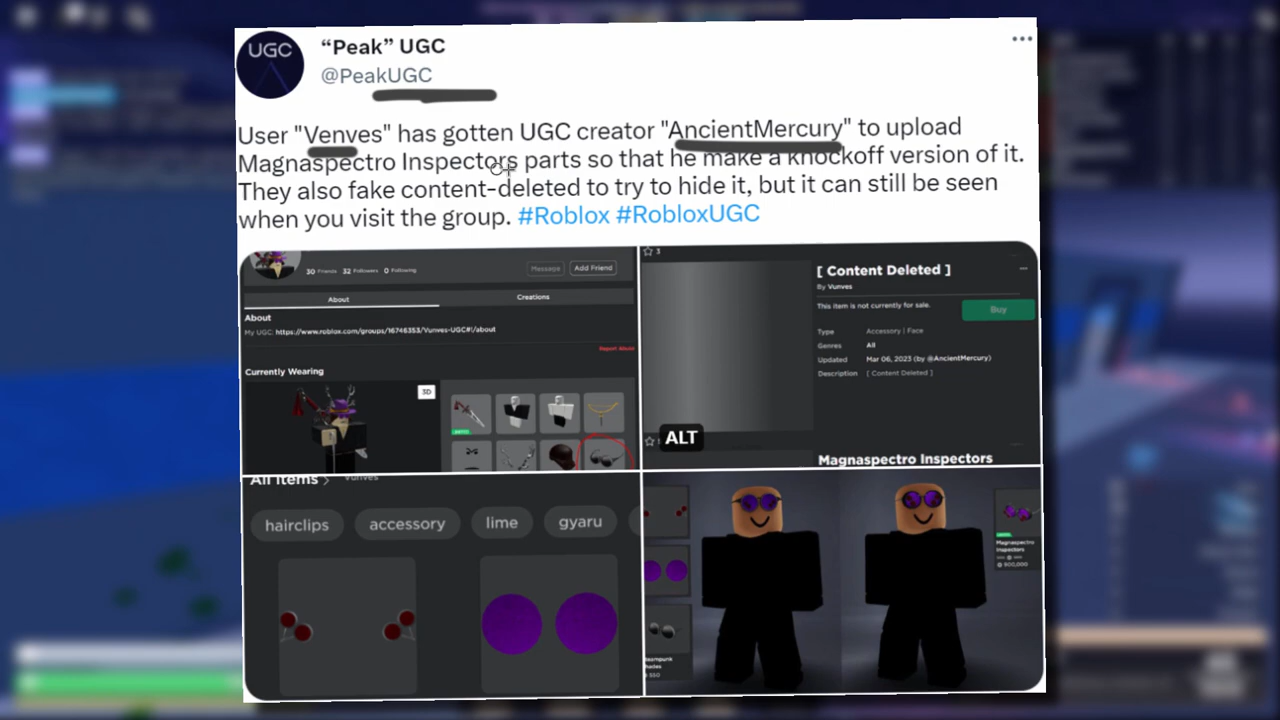 UGC
“Peak” UGC
@PeakUGC
User "Venves" has gotten UGC creator "AncientMercury" to upload
Magnaspectro Inspectors parts so that he make a knockoff version of it.
They also fake content-deleted to try to hide it, but it can still be seen
when you visit the group. #Roblox #RobloxUGC
30 Friends 32 Followers 0 Following
Message
Add Friend
About
Creations
About
My UGC: https://www.roblox.com/groups/16746353/Vunves-UGC#!/about
Report Abuse
Currently Wearing
3D
3
[ Content Deleted ]
By Vunves
This item is not currently for sale.
Buy
Type Accessory | Face
Genres All
Updated Mar 06, 2023 (by @AncientMercury)
Description [ Content Deleted ]
ALT
Magnaspectro Inspectors
All Items >
vunves
hairclips
accessory
lime
gyaru
Magnaspectro
Inspectors